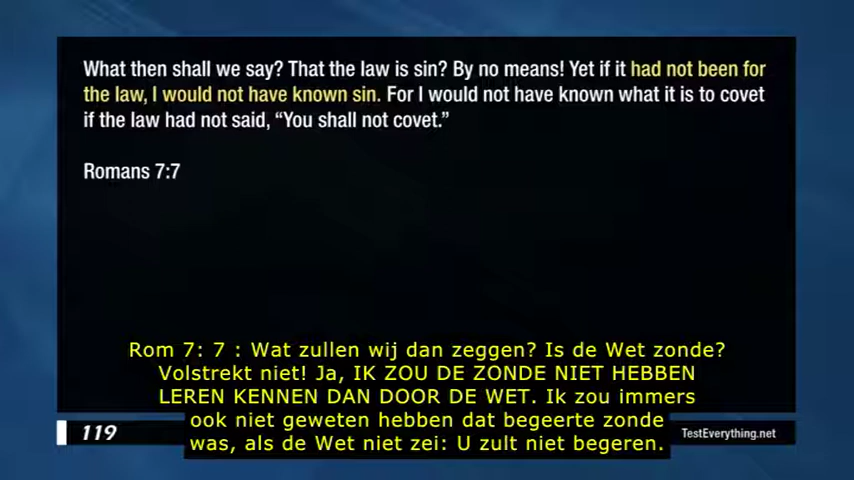 What then shall we say? That the law is sin? By no means! Yet if it had not been for
the law, I would not have known sin. For I would not have known what it is to covet
if the law had not said, “You shall not covet.”
Romans 7:7
Rom 7: 7 : Wat zullen wij dan zeggen? Is de Wet zonde?
Volstrekt niet! Ja, IK ZOU DE ZONDE NIET HEBBEN
LEREN KENNEN DAN DOOR DE WET. Ik zou immers
ook niet geweten hebben dat begeerte zonde
was, als de Wet niet zei: U zult niet begeren.
119
TestEverything.net